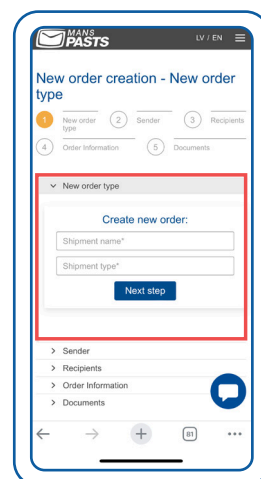 MANS
PASTS
LV / EN
New order creation - New order
type
1 New order type
2 Sender
3 Recipients
4 Order Information
5 Documents
New order type
Create new order:
Shipment name*
Shipment type*
Next step
Sender
Recipients
Order Information
Documents
81